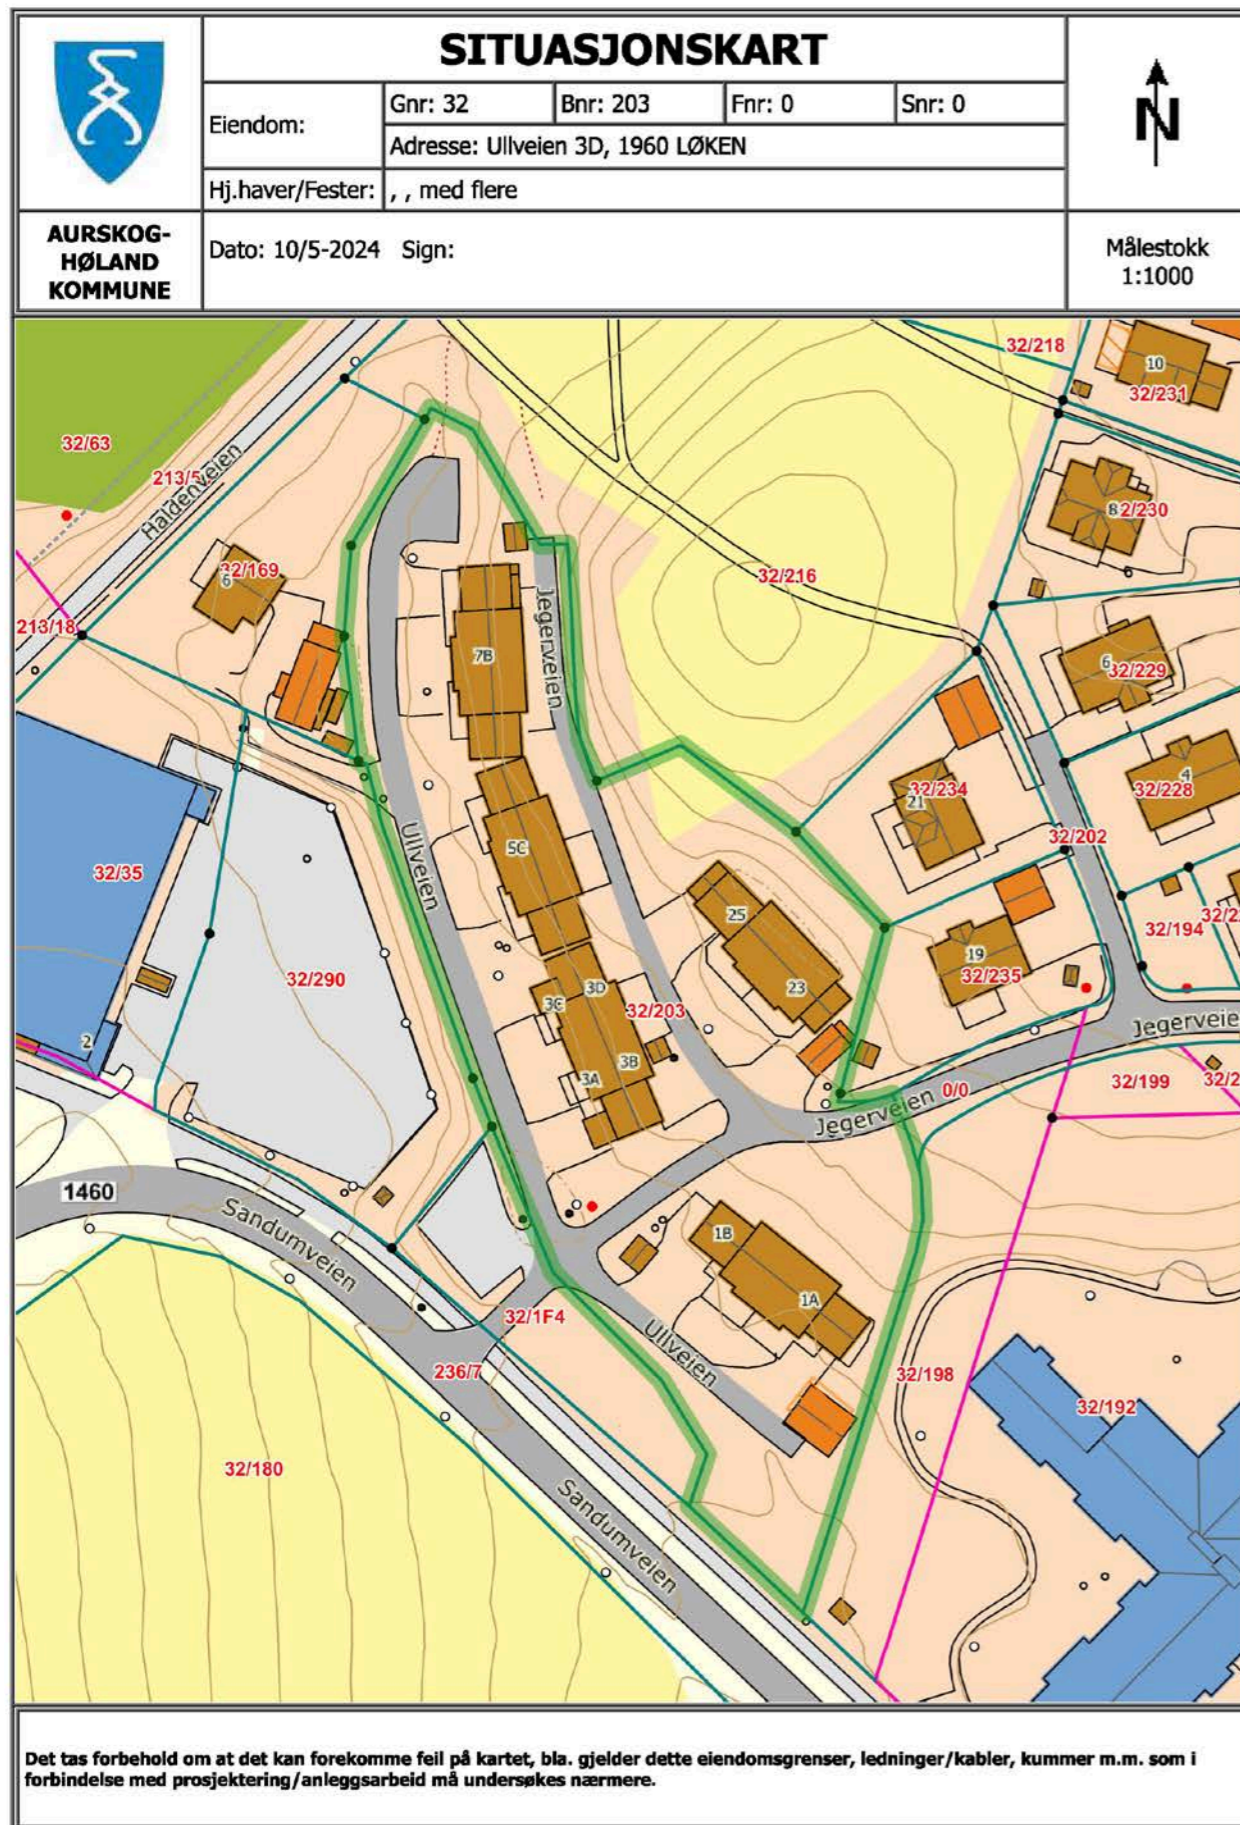 SITUASJONSKART
Eiendom:
Gnr: 32
Bnr: 203
Fnr: 0
Snr: 0
Adresse: Ullveien 3D, 1960 LØKEN
Hj.haver/Fester:
, , med flere
N
AURSKOG-
HØLAND
KOMMUNE
Dato: 10/5-2024 Sign:
Målestokk
1:1000
32/218
10
32/231
32/63
213/5
Haldenveien
8
32/230
32/169
6
32/216
213/18
Jegerveien
7B
6
32/229
4
32/228
32/234
21
Ullveien
5C
32/202
32/35
25
32/194
19
32/235
32/290
3D
3C
23
32/203
2
3B
3A
Jegerveie
32/199
0/0
Jegerveien
1460
Sandumveien
1B
1A
32/1F4
Ullveien
236/7
32/198
32/192
32/180
Sandumveien
Det tas forbehold om at det kan forekomme feil på kartet, bla. gjelder dette eiendomsgrenser, ledninger/kabler, kummer m.m. som i
forbindelse med prosjektering/anleggsarbeid må undersøkes nærmere.